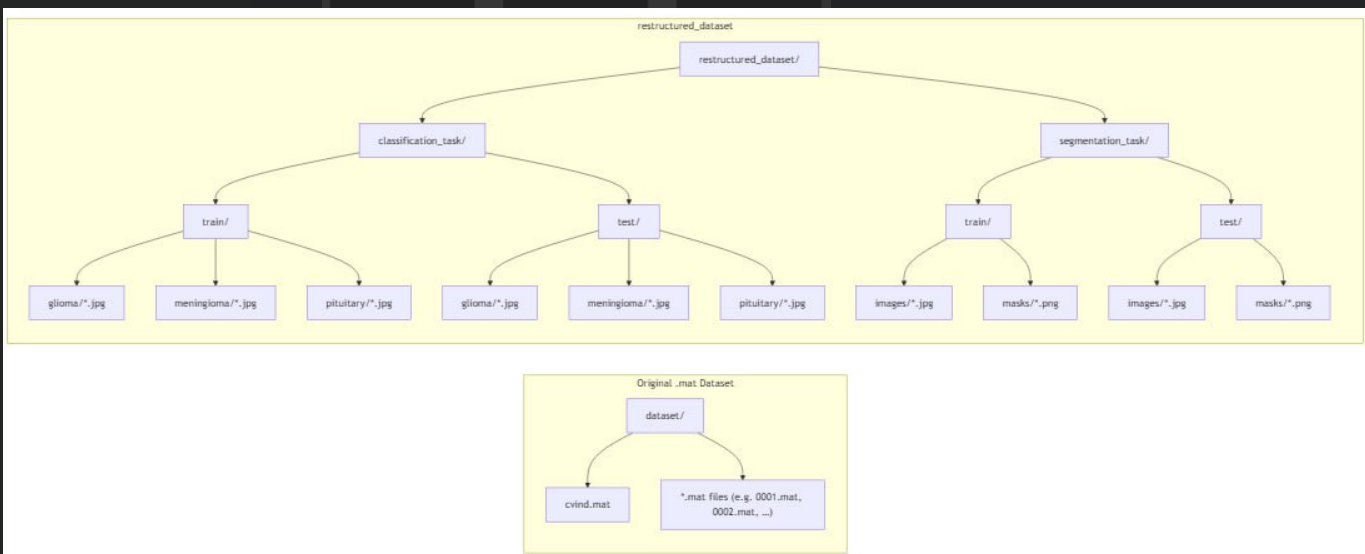 restructured_dataset
restructured_dataset/
classification_task/
segmentation_task/
train/
test/
train/
test/
glioma/*.jpg
meningioma/*.jpg
pituitary/*.jpg
glioma/*.jpg
meningioma/*.jpg
pituitary/*.jpg
images/*.jpg
masks/*.png
images/*.jpg
masks/*.png
Original .mat Dataset
dataset/
cvind.mat
*.mat files (e.g. 0001.mat,
0002.mat, …)